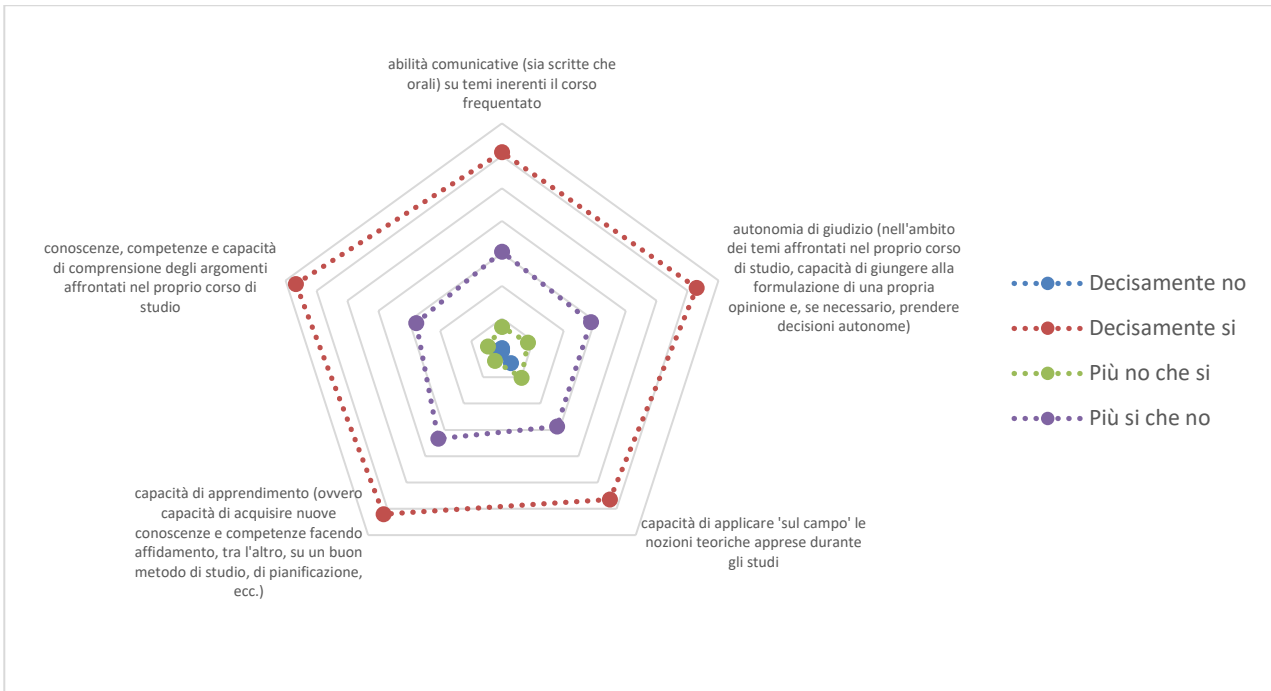 abilità comunicative (sia scritte che
orali) su temi inerenti il corso
frequentato
autonomia di giudizio (nell'ambito
dei temi affrontati nel proprio corso
di studio, capacità di giungere alla
formulazione di una propria
opinione e, se necessario, prendere
decisioni autonome)
capacità di applicare 'sul campo' le
nozioni teoriche apprese durante
gli studi
capacità di apprendimento (ovvero
capacità di acquisire nuove
conoscenze e competenze facendo
affidamento, tra l'altro, su un buon
metodo di studio, di pianificazione,
ecc.)
conoscenze, competenze e capacità
di comprensione degli argomenti
affrontati nel proprio corso di
studio
Decisamente no
Decisamente si
Più no che si
Più si che no